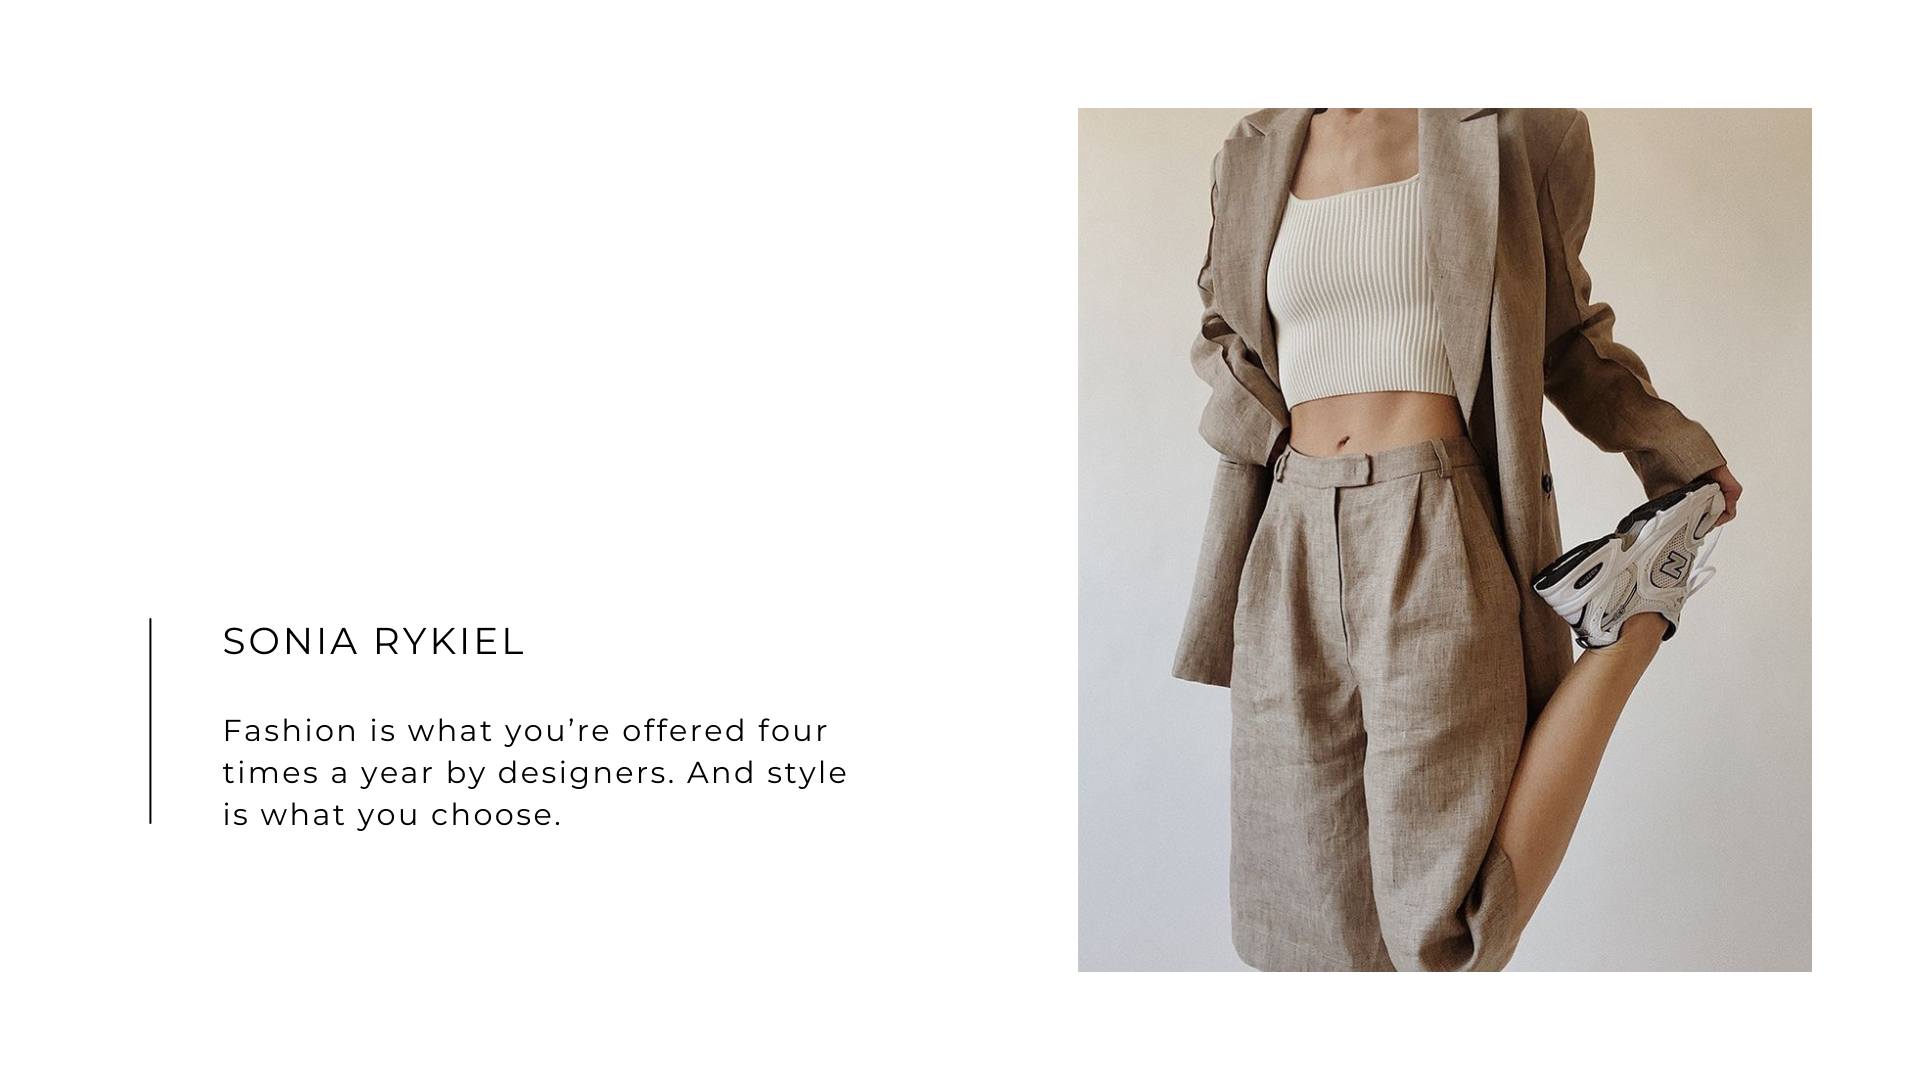 SONIA RYKIEL
Fashion is what you’re offered four
times a year by designers. And style
is what you choose.
N